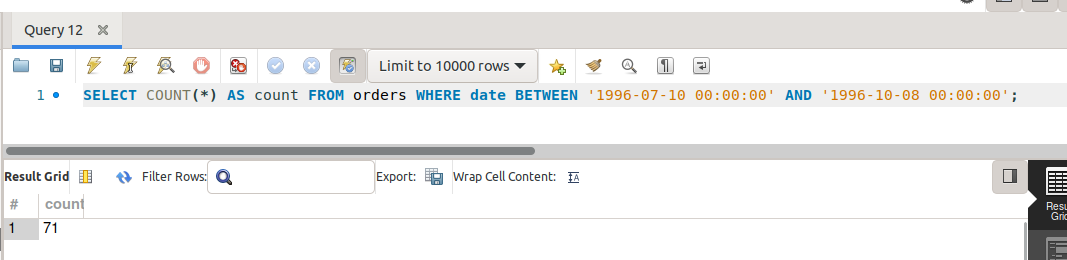 Query 12
Limit to 10000 rows
1 SELECT COUNT(*) AS count FROM orders WHERE date BETWEEN '1996-07-10 00:00:00' AND '1996-10-08 00:00:00';
Result Grid Filter Rows: Export: Wrap Cell Content:
# count
1 71